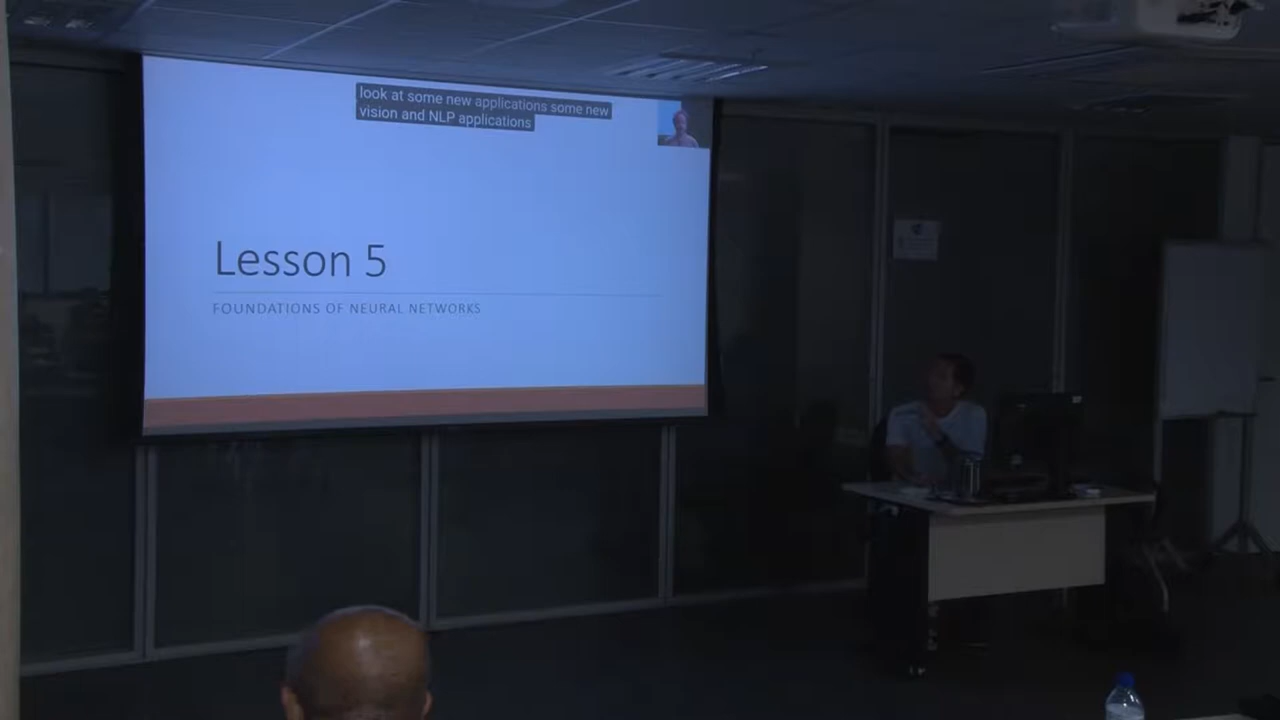 look at some new applications some new
vision and NLP applications
Lesson 5
FOUNDATIONS OF NEURAL NETWORKS